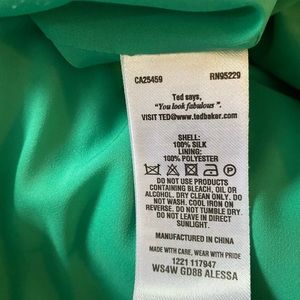 CA25459 RN95229
Ted says,
"You look fabulous".
VISIT TED@www.tedbaker.com
SHELL:
100% SILK
LINING:
100% POLYESTER
DO NOT USE PRODUCTS
CONTAINING BLEACH, OIL OR
ALCOHOL. DRY CLEAN ONLY. DO
NOT WASH. COOL IRON ON
REVERSE. DO NOT TUMBLE DRY.
DO NOT LEAVE IN DIRECT
SUNLIGHT.
MANUFACTURED IN CHINA
MADE WITH CARE, WEAR WITH PRIDE
1221 117947
WS4W GD88 ALESSA